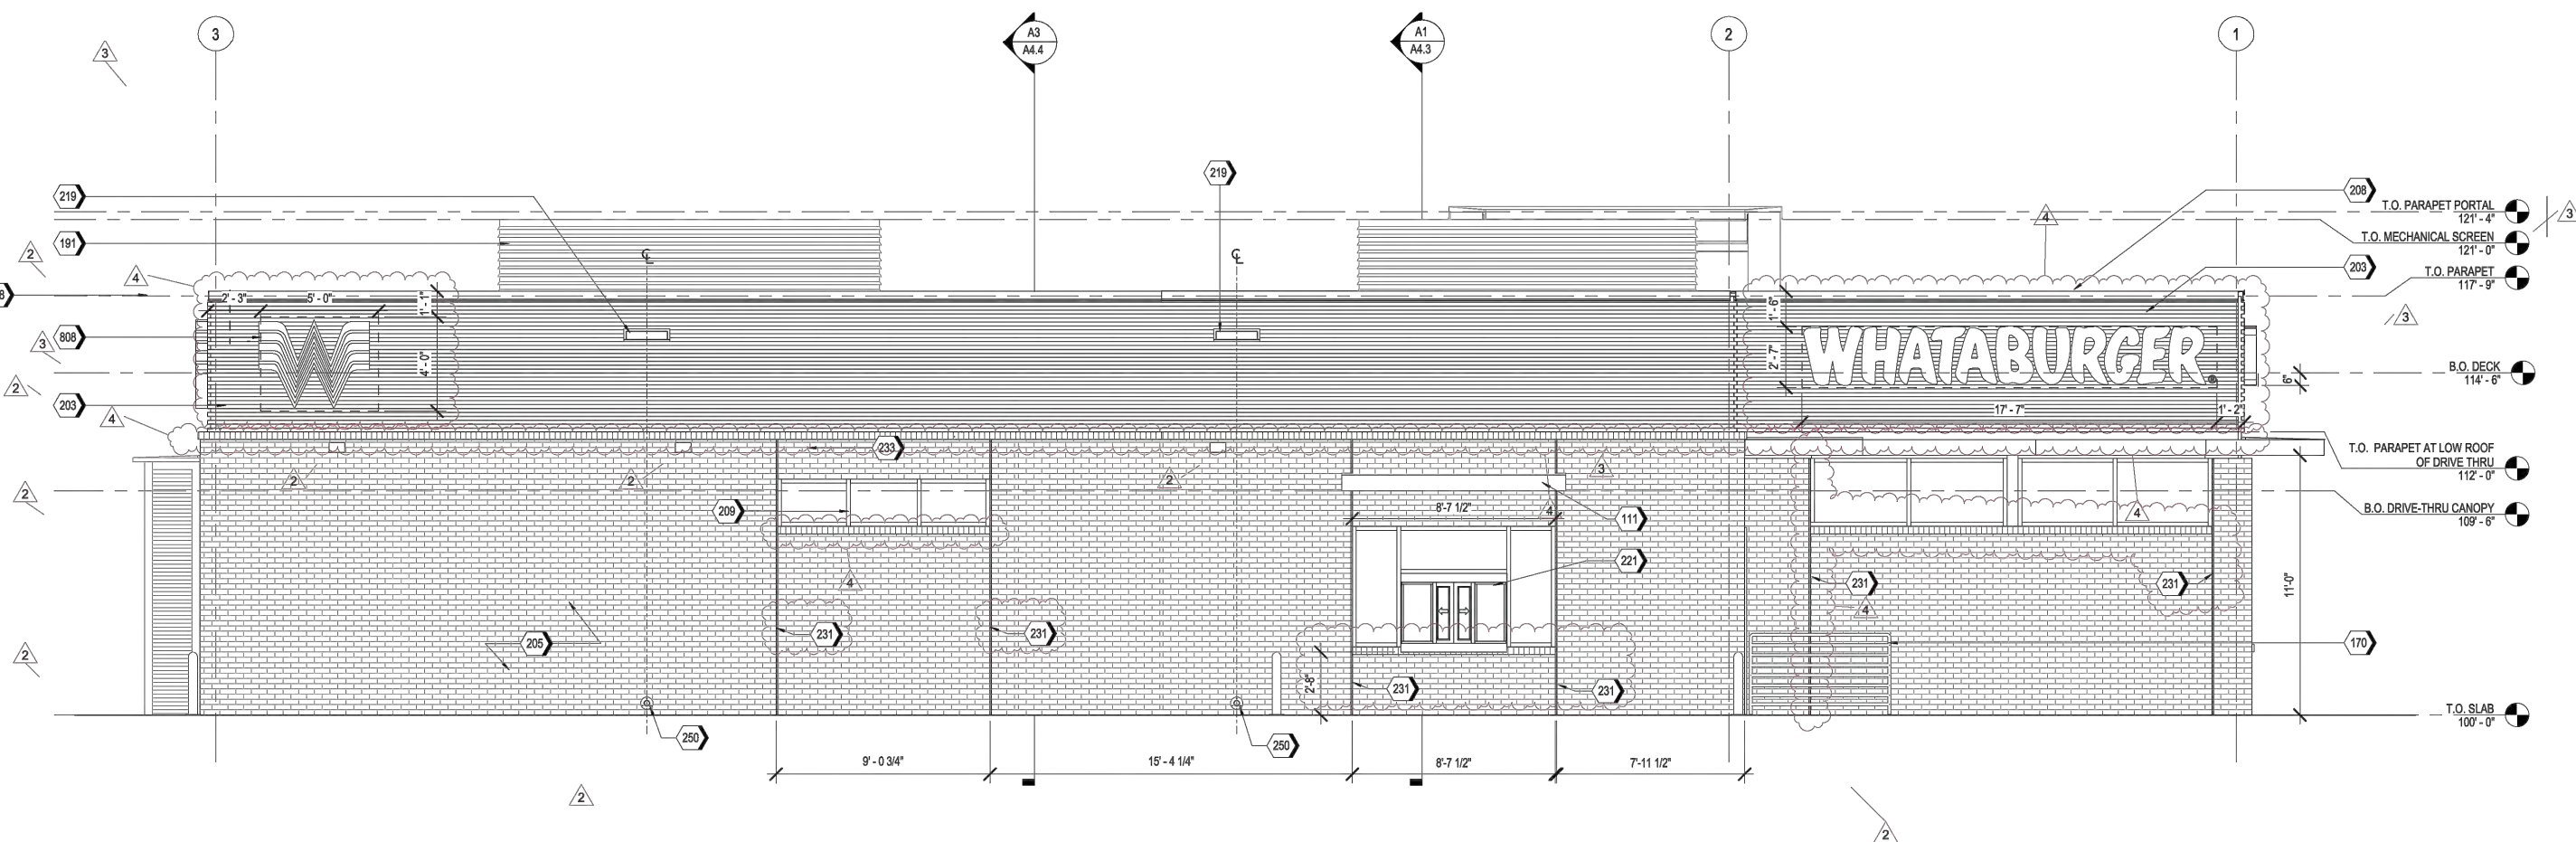 3
A3
A4.4
A1
A4.3
2
1
3
219
219
208
4
T.O. PARAPET PORTAL
121' - 4"
3
191
2
T.O. MECHANICAL SCREEN
121' - 0"
℄
℄
203
4
T.O. PARAPET
117' - 9"
2' - 3"
5' - 0"
1' - 1"
1' - 6"
3
808
3
4' - 0"
2' - 7"
WHATABURGER
®
B.O. DECK
114' - 6"
6"
2
203
4
17' - 7"
1' - 2"
233
T.O. PARAPET AT LOW ROOF
OF DRIVE THRU
112' - 0"
2
2
2
3
2
209
8'-7 1/2"
4
111
4
B.O. DRIVE-THRU CANOPY
109' - 6"
221
4
231
231
11'-0"
4
231
231
205
170
2
2'-8"
231
231
T.O. SLAB
100' - 0"
250
250
9' - 0 3/4"
15' - 4 1/4"
8'-7 1/2"
7'-11 1/2"
2
2